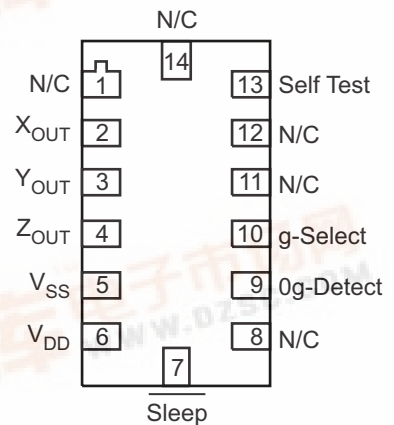 N/C
14
N/C 1 13 Self Test
XOUT 2 12 N/C
YOUT 3 11 N/C
ZOUT 4 10 g-Select
VSS 5 9 0g-Detect
VDD 6 8 N/C
7
Sleep